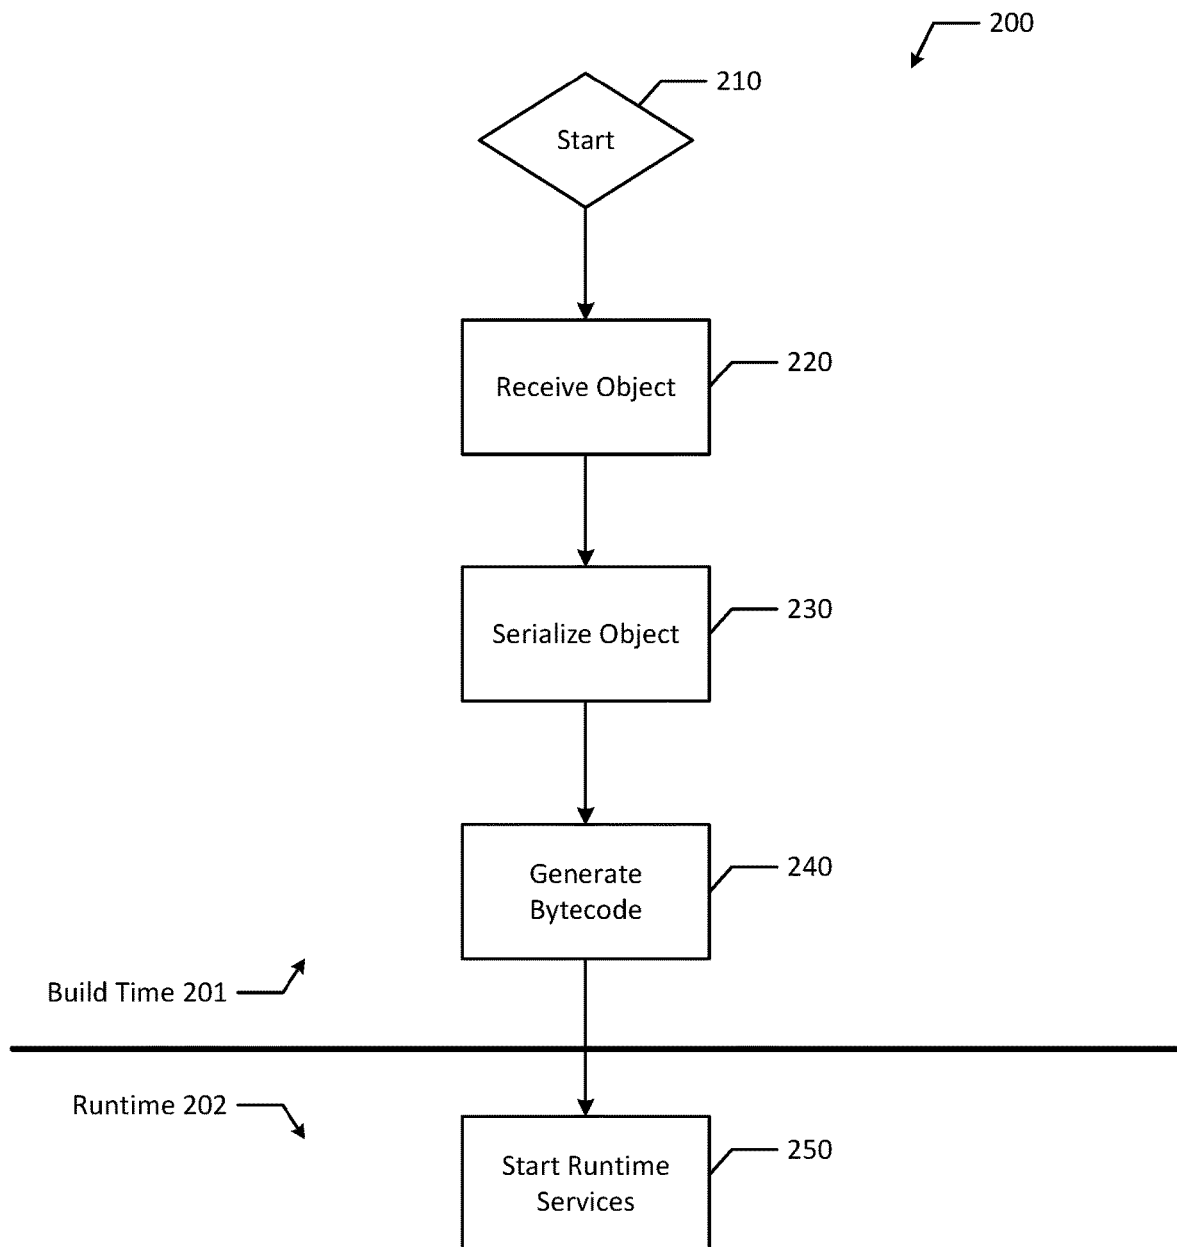 200
210
Start
220
Receive Object
230
Serialize Object
240
Generate
Bytecode
Build Time 201
Runtime 202
250
Start Runtime
Services